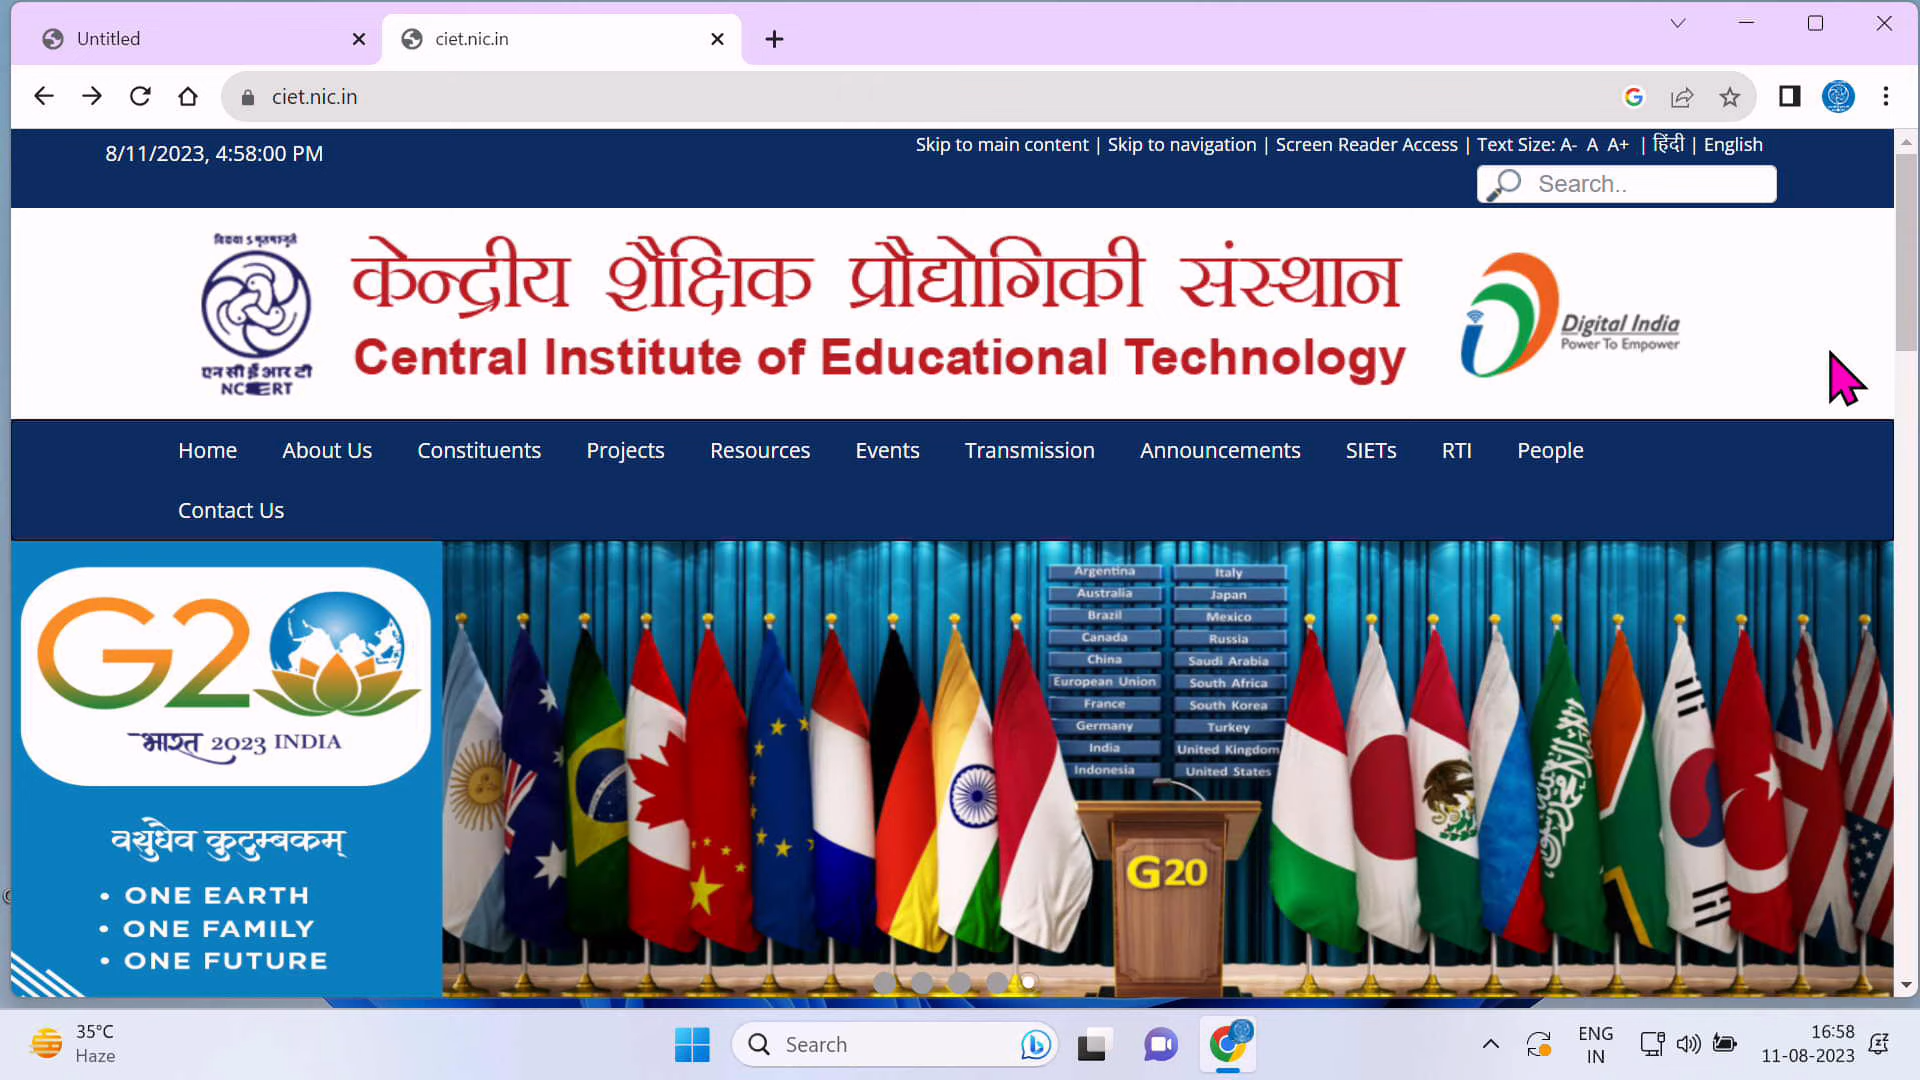 Untitled
ciet.nic.in
ciet.nic.in
8/11/2023, 4:58:00 PM
Skip to main content | Skip to navigation | Screen Reader Access | Text Size: A- A A+ | हिंदी | English
Search..
एन सी ई आर टी
NCERT
केन्द्रीय शैक्षिक प्रौद्योगिकी संस्थान
Central Institute of Educational Technology
Digital India
Power To Empower
Home About Us Constituents Projects Resources Events Transmission Announcements SIETs RTI People
Contact Us
G20
भारत 2023 INDIA
वसुधैव कुटुम्बकम्
• ONE EARTH
• ONE FAMILY
• ONE FUTURE
Argentina Italy
Australia Japan
Brazil Mexico
Canada Russia
China Saudi Arabia
European Union South Africa
France South Korea
Germany Turkey
India United Kingdom
Indonesia United States
G20
35°C
Haze
Search
ENG
IN
16:58
11-08-2023